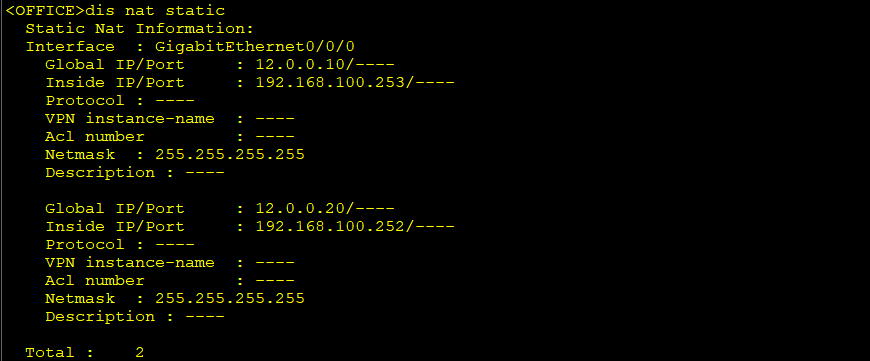 <OFFICE>dis nat static
  Static Nat Information:
  Interface  : GigabitEthernet0/0/0
    Global IP/Port     : 12.0.0.10/----
    Inside IP/Port     : 192.168.100.253/----
    Protocol : ----
    VPN instance-name  : ----
    Acl number         : ----
    Netmask  : 255.255.255.255
    Description : ----

    Global IP/Port     : 12.0.0.20/----
    Inside IP/Port     : 192.168.100.252/----
    Protocol : ----
    VPN instance-name  : ----
    Acl number         : ----
    Netmask  : 255.255.255.255
    Description : ----

  Total :    2